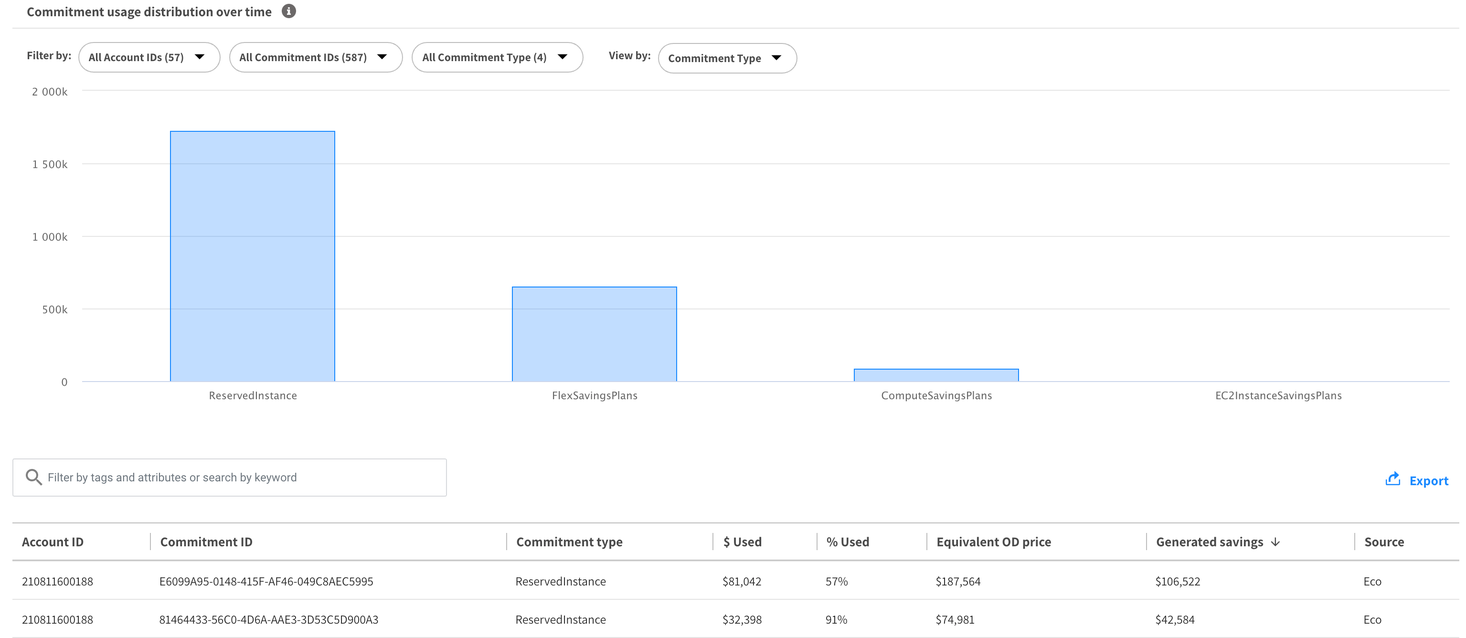 Commitment usage distribution over time
Filter by: All Account IDs (57) All Commitment IDs (587) All Commitment Type (4) View by: Commitment Type
2 000k
1 500k
1 000k
500k
0
ReservedInstance FlexSavingsPlans ComputeSavingsPlans EC2InstanceSavingsPlans
Filter by tags and attributes or search by keyword
Export
Account ID Commitment ID Commitment type $ Used % Used Equivalent OD price Generated savings Source
210811600188 E6099A95-0148-415F-AF46-049C8AEC5995 ReservedInstance $81,042 57% $187,564 $106,522 Eco
210811600188 81464433-56C0-4D6A-AAE3-3D53C5D900A3 ReservedInstance $32,398 91% $74,981 $42,584 Eco